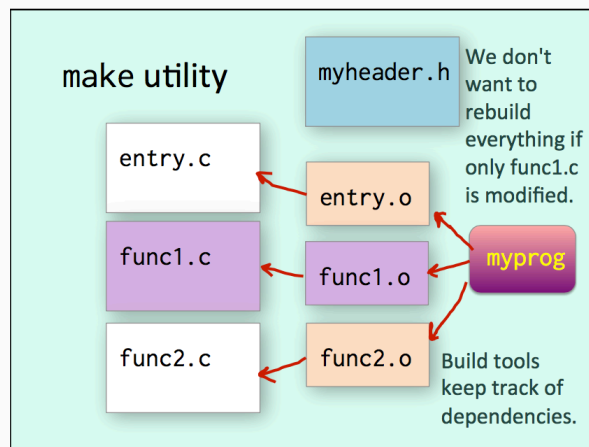 make utility
myheader.h
We don't
want to
rebuild
everything if
only func1.c
is modified.
entry.c
entry.o
func1.c
func1.o
myprog
func2.c
func2.o
Build tools
keep track of
dependencies.